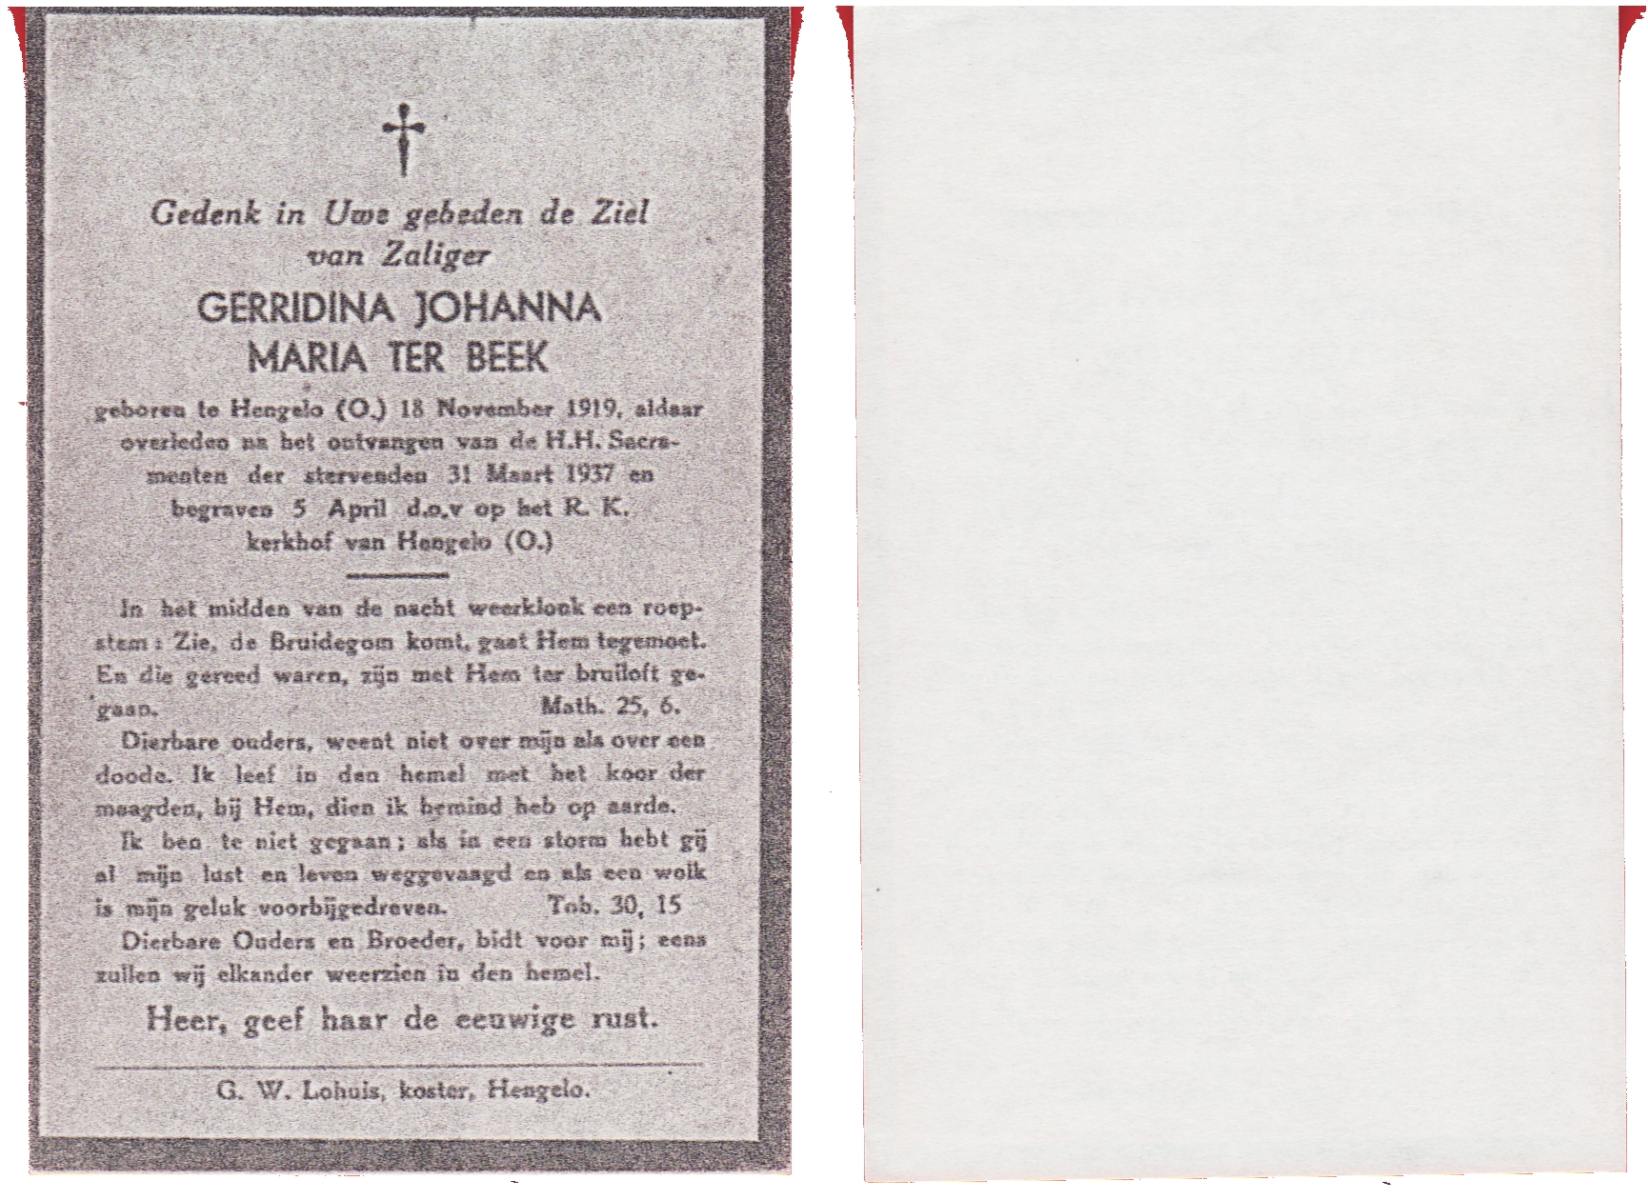 Gedenk in Uwe gebeden de Ziel
van Zaliger
GERRIDINA JOHANNA
MARIA TER BEEK
geboren te Hengelo (O.) 18 November 1919, aldaar
overleden na het ontvangen van de H.H. Sacra-
menten der stervenden 31 Maart 1937 en
begraven 5 April d.o.v op het R. K.
kerkhof van Hengelo (O.)
In het midden van de nacht weerklonk een roep-
stem: Zie, de Bruidegom komt, gaat Hem tegemoet.
En die gereed waren, zijn met Hem ter bruiloft ge-
gaan. Math. 25, 6.
Dierbare ouders, weent niet over mijn als over een
doode. Ik leef in den hemel met het koor der
maagden, bij Hem, dien ik bemind heb op aarde.
Ik ben te niet gegaan; als in een storm hebt gij
al mijn lust en leven weggevaagd en als een wolk
is mijn geluk voorbijgedreven. Tob. 30, 15
Dierbare Ouders en Broeder, bidt voor mij; eens
zullen wij elkander weerzien in den hemel.
Heer, geef haar de eeuwige rust.
G. W. Lohuis, koster, Hengelo.